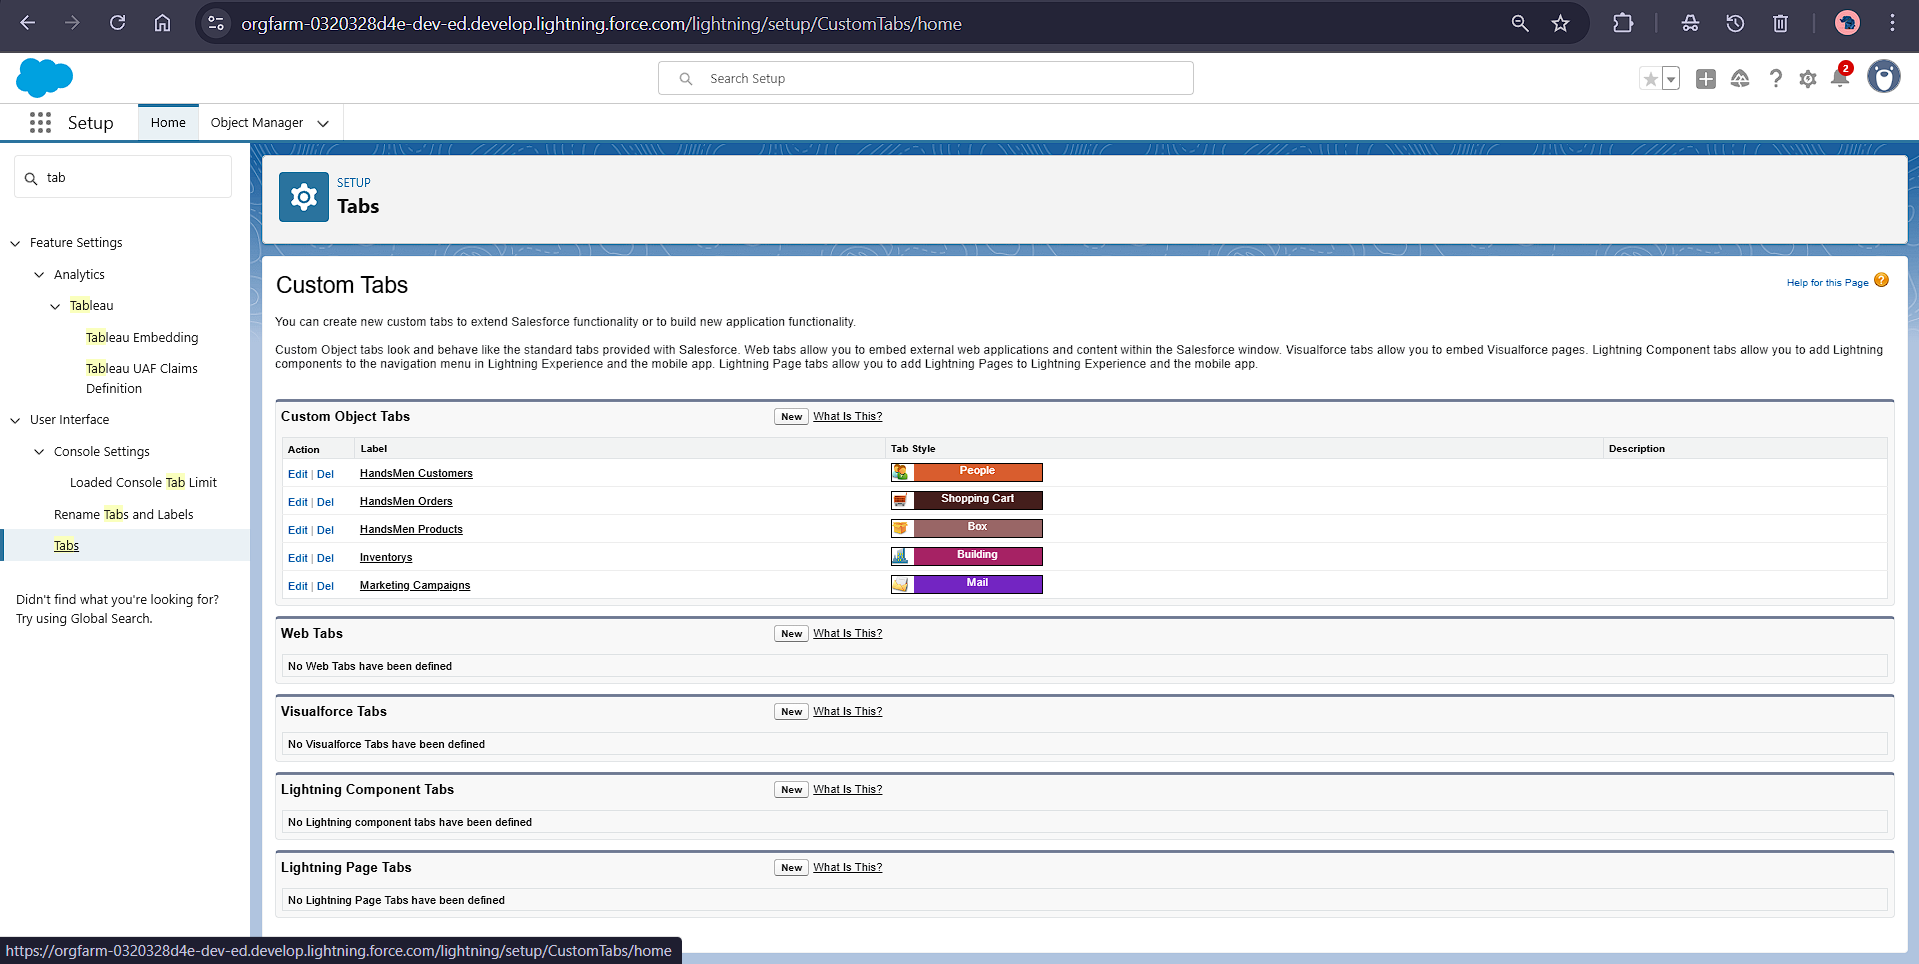 orgfarm-0320328d4e-dev-ed.develop.lightning.force.com/lightning/setup/CustomTabs/home
Search Setup
2
Setup
Home
Object Manager
tab
Feature Settings
Analytics
Tableau
Tableau Embedding
Tableau UAF Claims
Definition
User Interface
Console Settings
Loaded Console Tab Limit
Rename Tabs and Labels
Tabs
Didn't find what you're looking for?
Try using Global Search.
SETUP
Tabs
Custom Tabs
Help for this Page ?
You can create new custom tabs to extend Salesforce functionality or to build new application functionality.
Custom Object tabs look and behave like the standard tabs provided with Salesforce. Web tabs allow you to embed external web applications and content within the Salesforce window. Visualforce tabs allow you to embed Visualforce pages. Lightning Component tabs allow you to add Lightning
components to the navigation menu in Lightning Experience and the mobile app. Lightning Page tabs allow you to add Lightning Pages to Lightning Experience and the mobile app.
Custom Object Tabs New What Is This?
Action Label Tab Style Description
Edit | Del HandsMen Customers People
Edit | Del HandsMen Orders Shopping Cart
Edit | Del HandsMen Products Box
Edit | Del Inventorys Building
Edit | Del Marketing Campaigns Mail
Web Tabs New What Is This?
No Web Tabs have been defined
Visualforce Tabs New What Is This?
No Visualforce Tabs have been defined
Lightning Component Tabs New What Is This?
No Lightning component tabs have been defined
Lightning Page Tabs New What Is This?
No Lightning Page Tabs have been defined
https://orgfarm-0320328d4e-dev-ed.develop.lightning.force.com/lightning/setup/CustomTabs/home